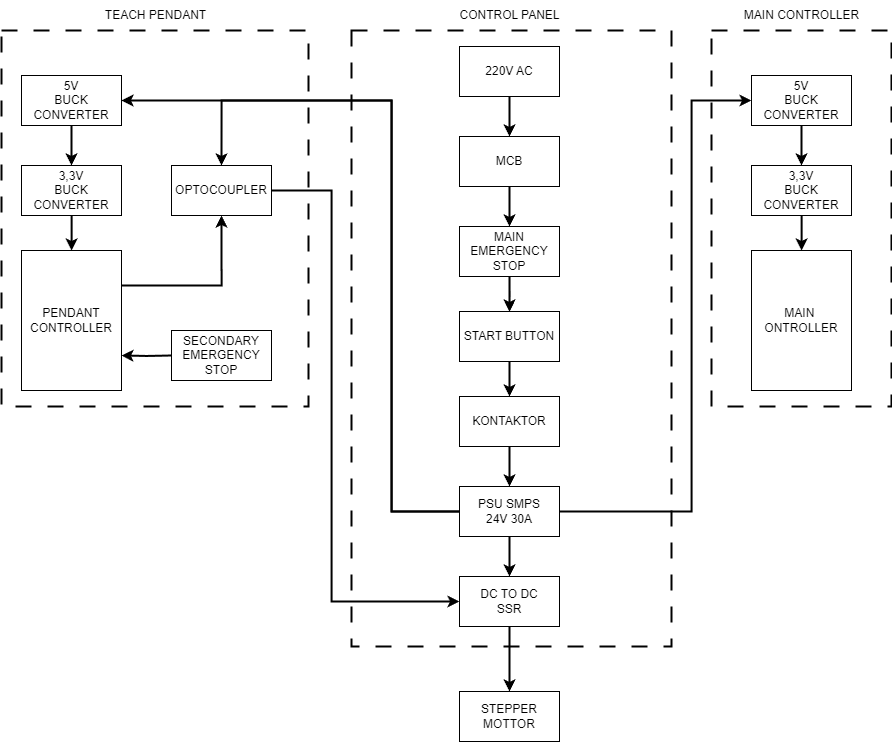 TEACH PENDANT
CONTROL PANEL
MAIN CONTROLLER
5V
BUCK
CONVERTER
3,3V
BUCK
CONVERTER
OPTOCOUPLER
PENDANT
CONTROLLER
SECONDARY
EMERGENCY
STOP
220V AC
MCB
MAIN
EMERGENCY
STOP
START BUTTON
KONTAKTOR
PSU SMPS
24V 30A
DC TO DC
SSR
STEPPER
MOTTOR
5V
BUCK
CONVERTER
3,3V
BUCK
CONVERTER
MAIN
ONTROLLER